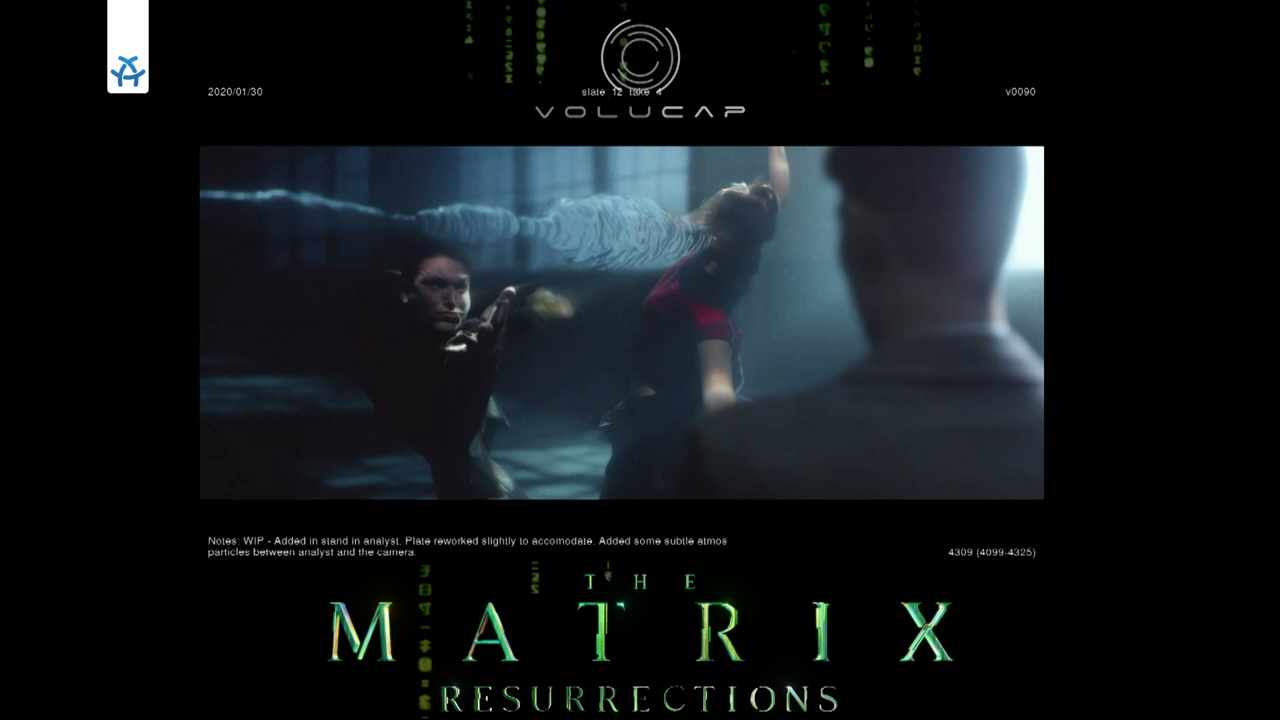 2020/01/30
slate 12 take 4
v0090
VOLUCAP
Notes: WIP - Added in stand in analyst. Plate reworked slightly to accomodate. Added some subtle atmos
particles between analyst and the camera.
4309 (4099-4325)
THE
MATRIX
RESURRECTIONS